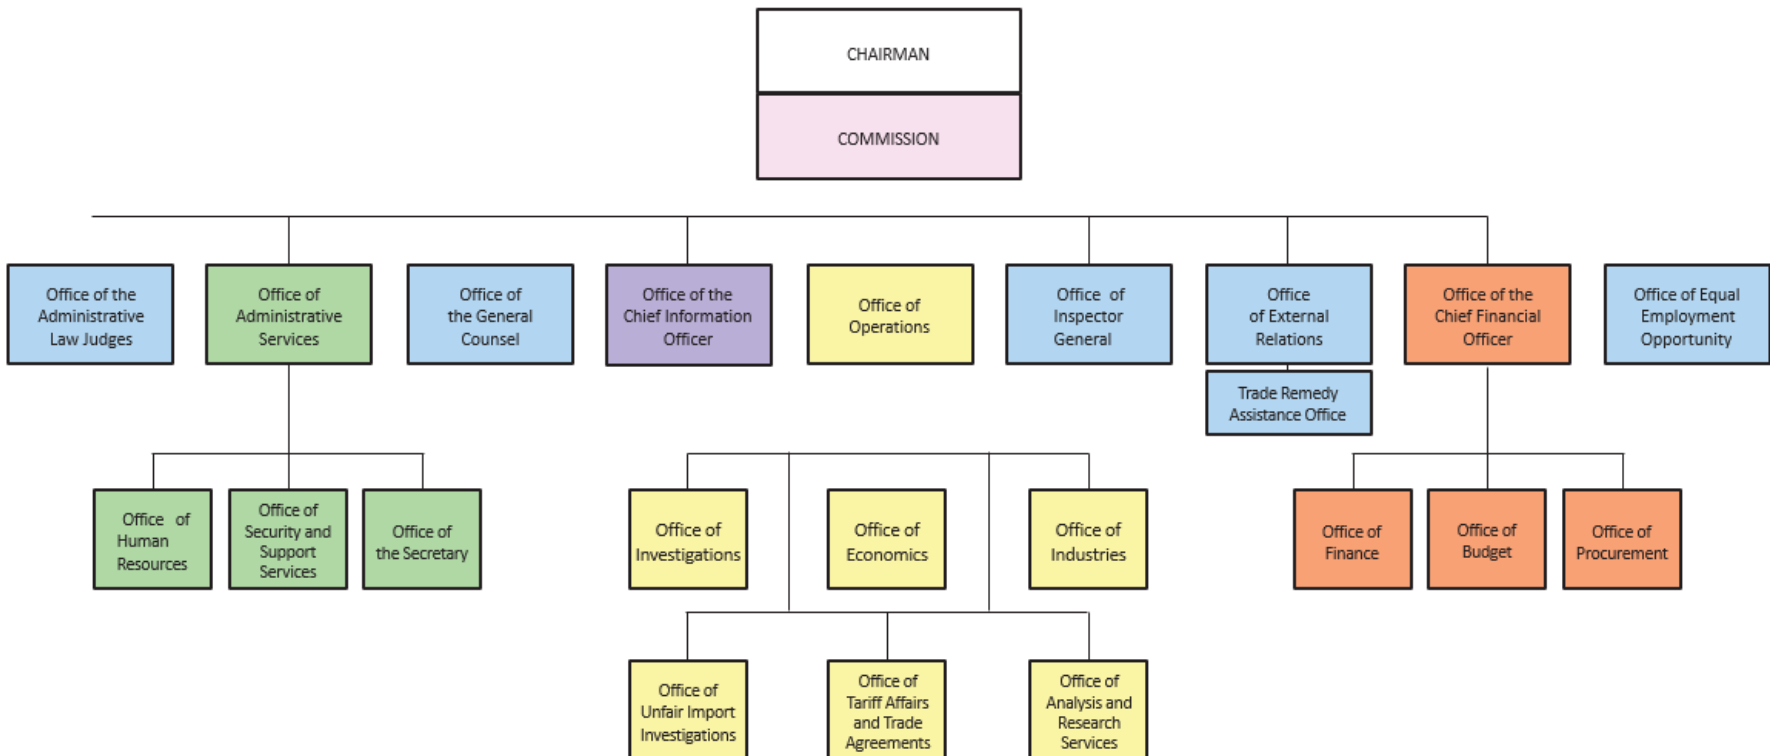 CHAIRMAN
COMMISSION
Office of the
Administrative
Law Judges
Office of
Administrative
Services
Office of
the General
Counsel
Office of the
Chief Information
Officer
Office of
Operations
Office of
Inspector
General
Office
of External
Relations
Office of the
Chief Financial
Officer
Office of Equal
Employment
Opportunity
Trade Remedy
Assistance Office
Office of
Human
Resources
Office of
Security and
Support
Services
Office of
the Secretary
Office of
Investigations
Office of
Economics
Office of
Industries
Office of
Finance
Office of
Budget
Office of
Procurement
Office of
Unfair Import
Investigations
Office of
Tariff Affairs
and Trade
Agreements
Office of
Analysis and
Research
Services